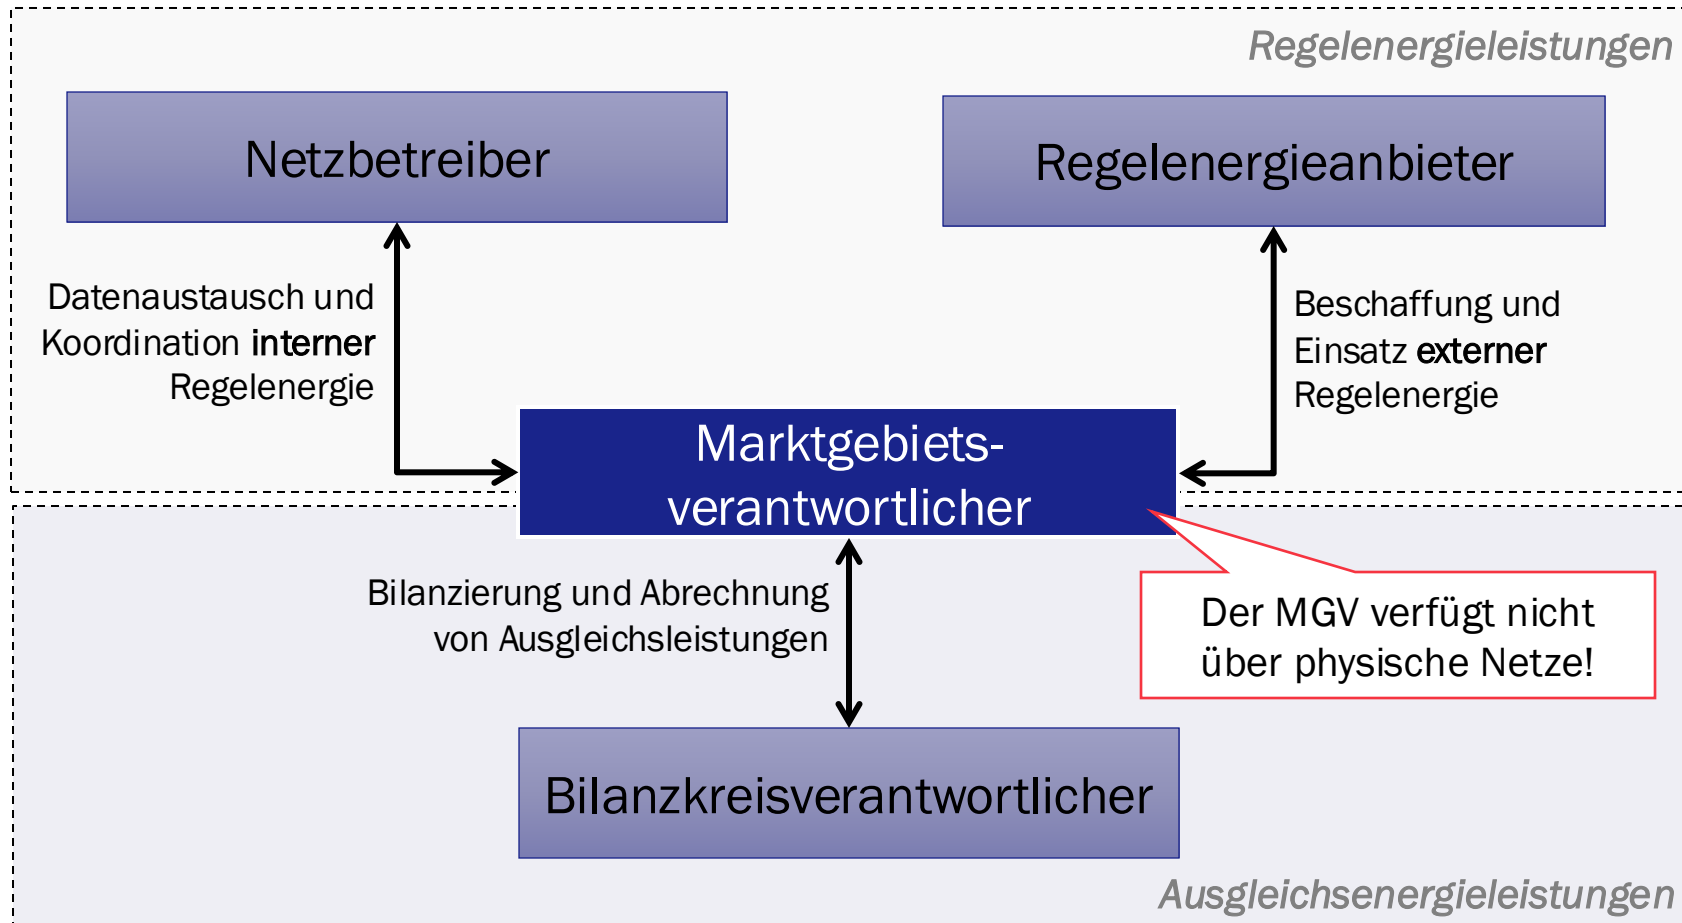 Regelenergieleistungen
Netzbetreiber
Regelenergieanbieter
Datenaustausch und
Koordination interner
Regelenergie
Beschaffung und
Einsatz externer
Regelenergie
Marktgebiets-
verantwortlicher
Bilanzierung und Abrechnung
von Ausgleichsleistungen
Der MGV verfügt nicht
über physische Netze!
Bilanzkreisverantwortlicher
Ausgleichsenergieleistungen